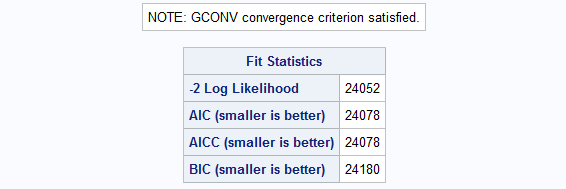 NOTE: GCONV convergence criterion satisfied.
Fit Statistics
-2 Log Likelihood 24052
AIC (smaller is better) 24078
AICC (smaller is better) 24078
BIC (smaller is better) 24180